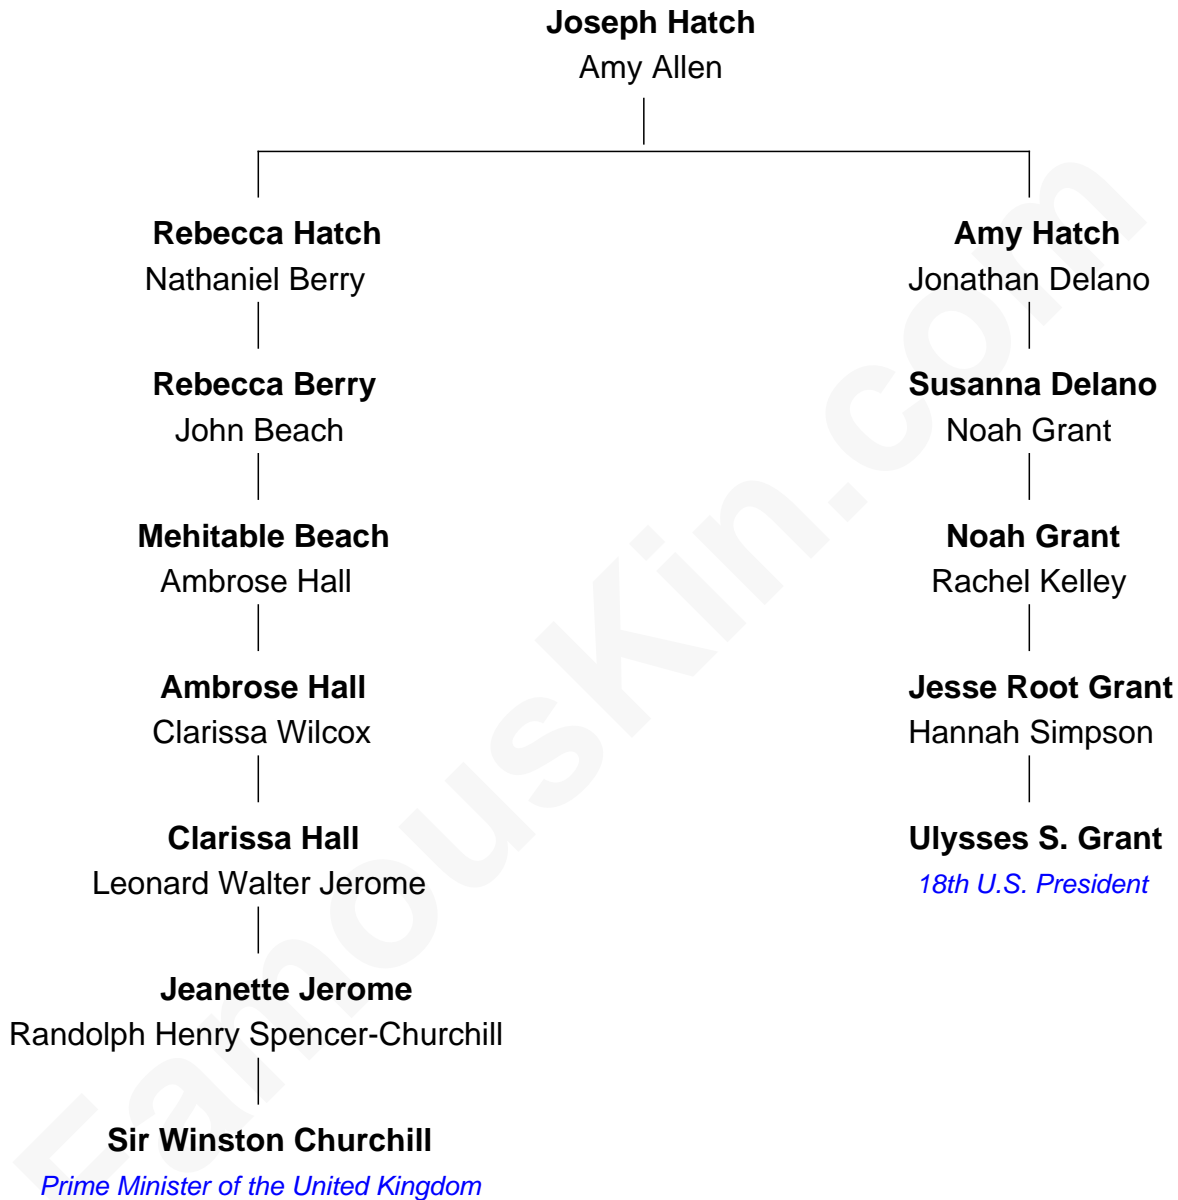 Joseph Hatch
Amy Allen
Rebecca Hatch
Nathaniel Berry
Amy Hatch
Jonathan Delano
Rebecca Berry
John Beach
Susanna Delano
Noah Grant
Mehitable Beach
Ambrose Hall
Noah Grant
Rachel Kelley
Ambrose Hall
Clarissa Wilcox
Jesse Root Grant
Hannah Simpson
Clarissa Hall
Leonard Walter Jerome
Ulysses S. Grant
18th U.S. President
Jeanette Jerome
Randolph Henry Spencer-Churchill
Sir Winston Churchill
Prime Minister of the United Kingdom
FamousKin.com